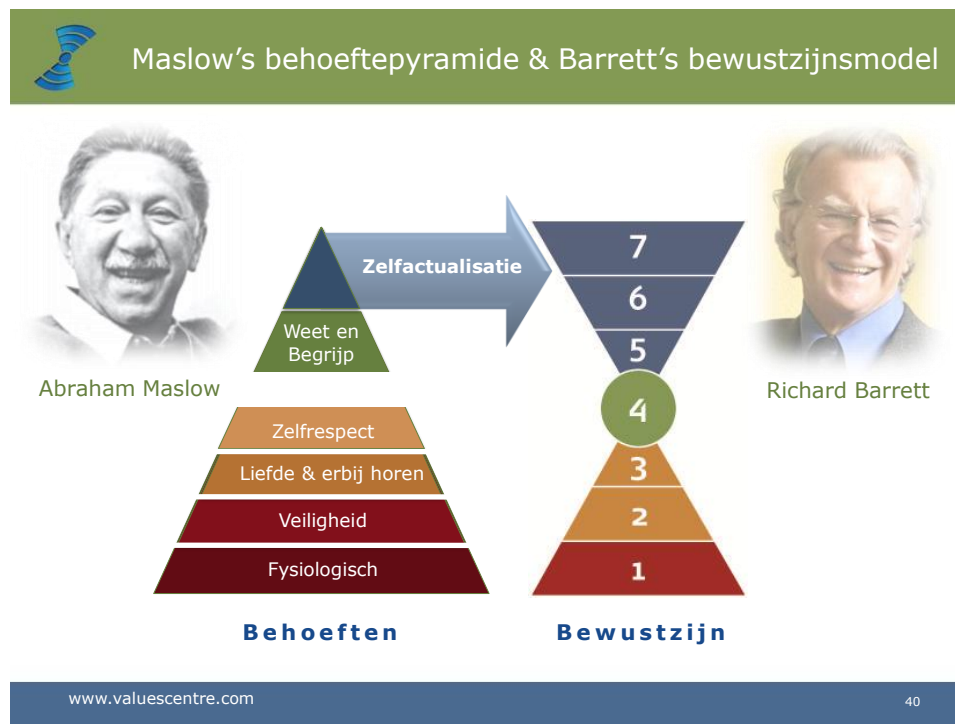 Maslow's behoeftepyramide & Barrett's bewustzijnsmodel
Zelfactualisatie
Weet en
Begrijp
Abraham Maslow
Zelfrespect
Liefde & erbij horen
Veiligheid
Fysiologisch
Behoeften
7
6
5
4
3
2
1
Bewustzijn
Richard Barrett
www.valuescentre.com
40